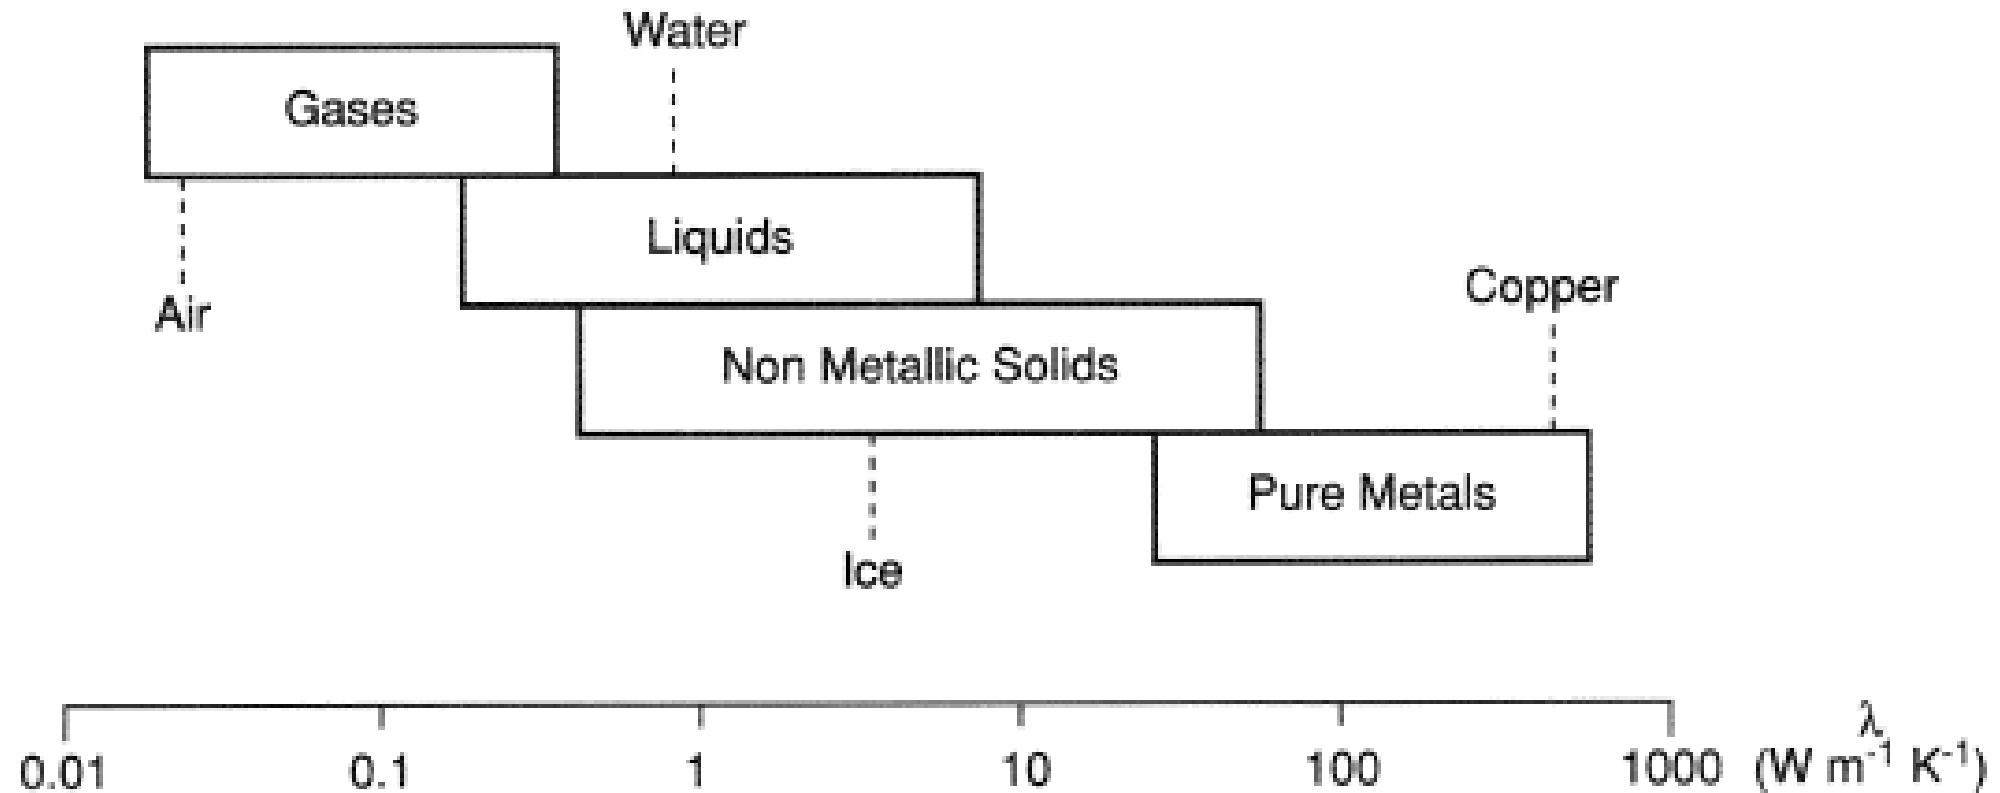 Water
Gases
Liquids
Air
Copper
Non Metallic Solids
Pure Metals
Ice
0.01 0.1 1 10 100 1000
λ
(W m⁻¹ K⁻¹)